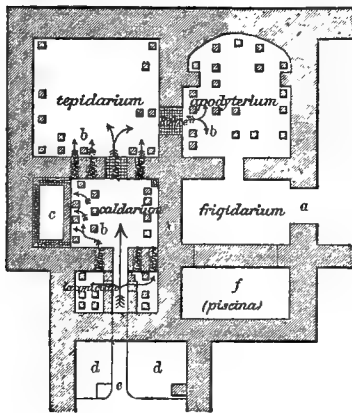 tepidarium
apodyterium
b
b
c
caldarium
b
frigidarium
a
f
(piscina)
d
e
d